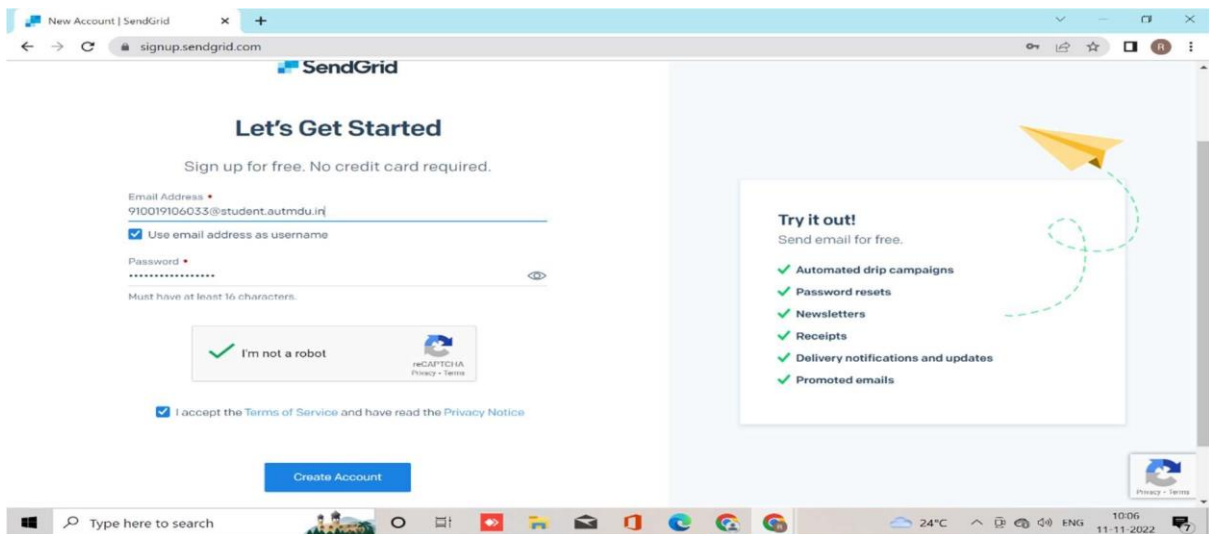 New Account | SendGrid
signup.sendgrid.com
R
SendGrid
Let's Get Started
Sign up for free. No credit card required.
Email Address •
910019106033@student.autmdu.in
Use email address as username
Password •
••••••••••••••••
Must have at least 16 characters.
I'm not a robot
reCAPTCHA
Privacy - Terms
I accept the Terms of Service and have read the Privacy Notice
Create Account
Try it out!
Send email for free.
Automated drip campaigns
Password resets
Newsletters
Receipts
Delivery notifications and updates
Promoted emails
Privacy - Terms
Type here to search
24°C
ENG
10:06
11-11-2022
7